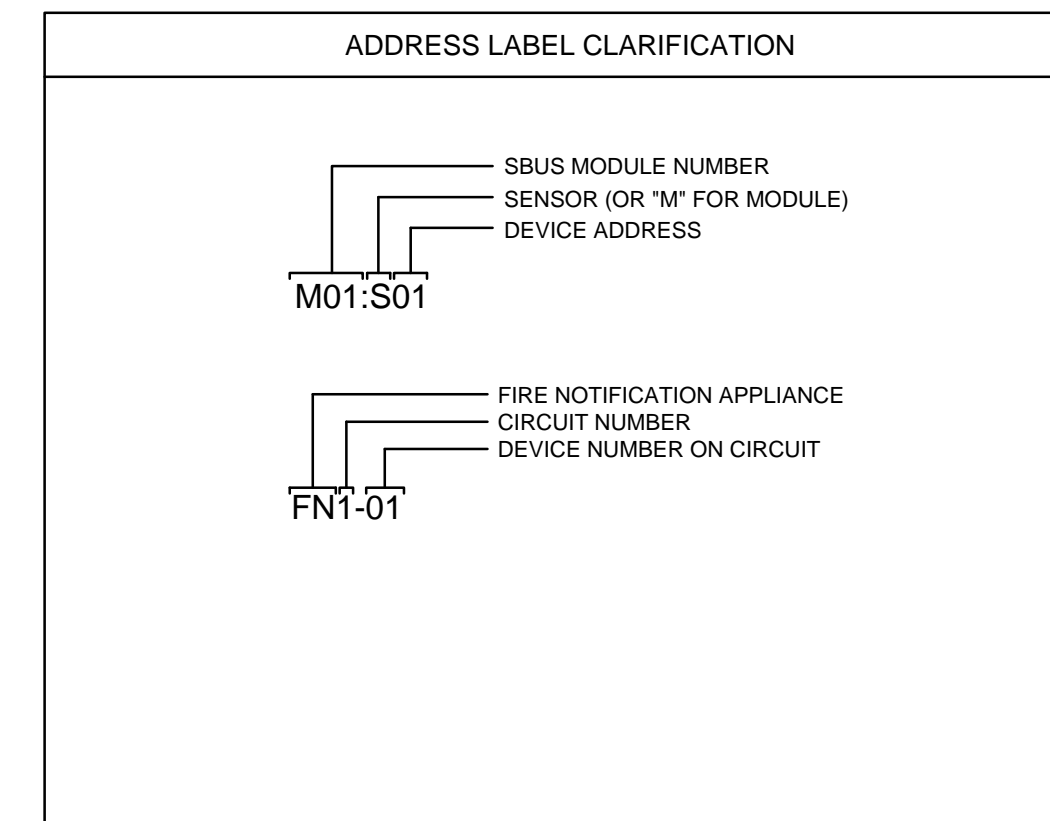 ADDRESS LABEL CLARIFICATION
SBUS MODULE NUMBER
SENSOR (OR "M" FOR MODULE)
DEVICE ADDRESS
M01:S01
FIRE NOTIFICATION APPLIANCE
CIRCUIT NUMBER
DEVICE NUMBER ON CIRCUIT
FN1-01